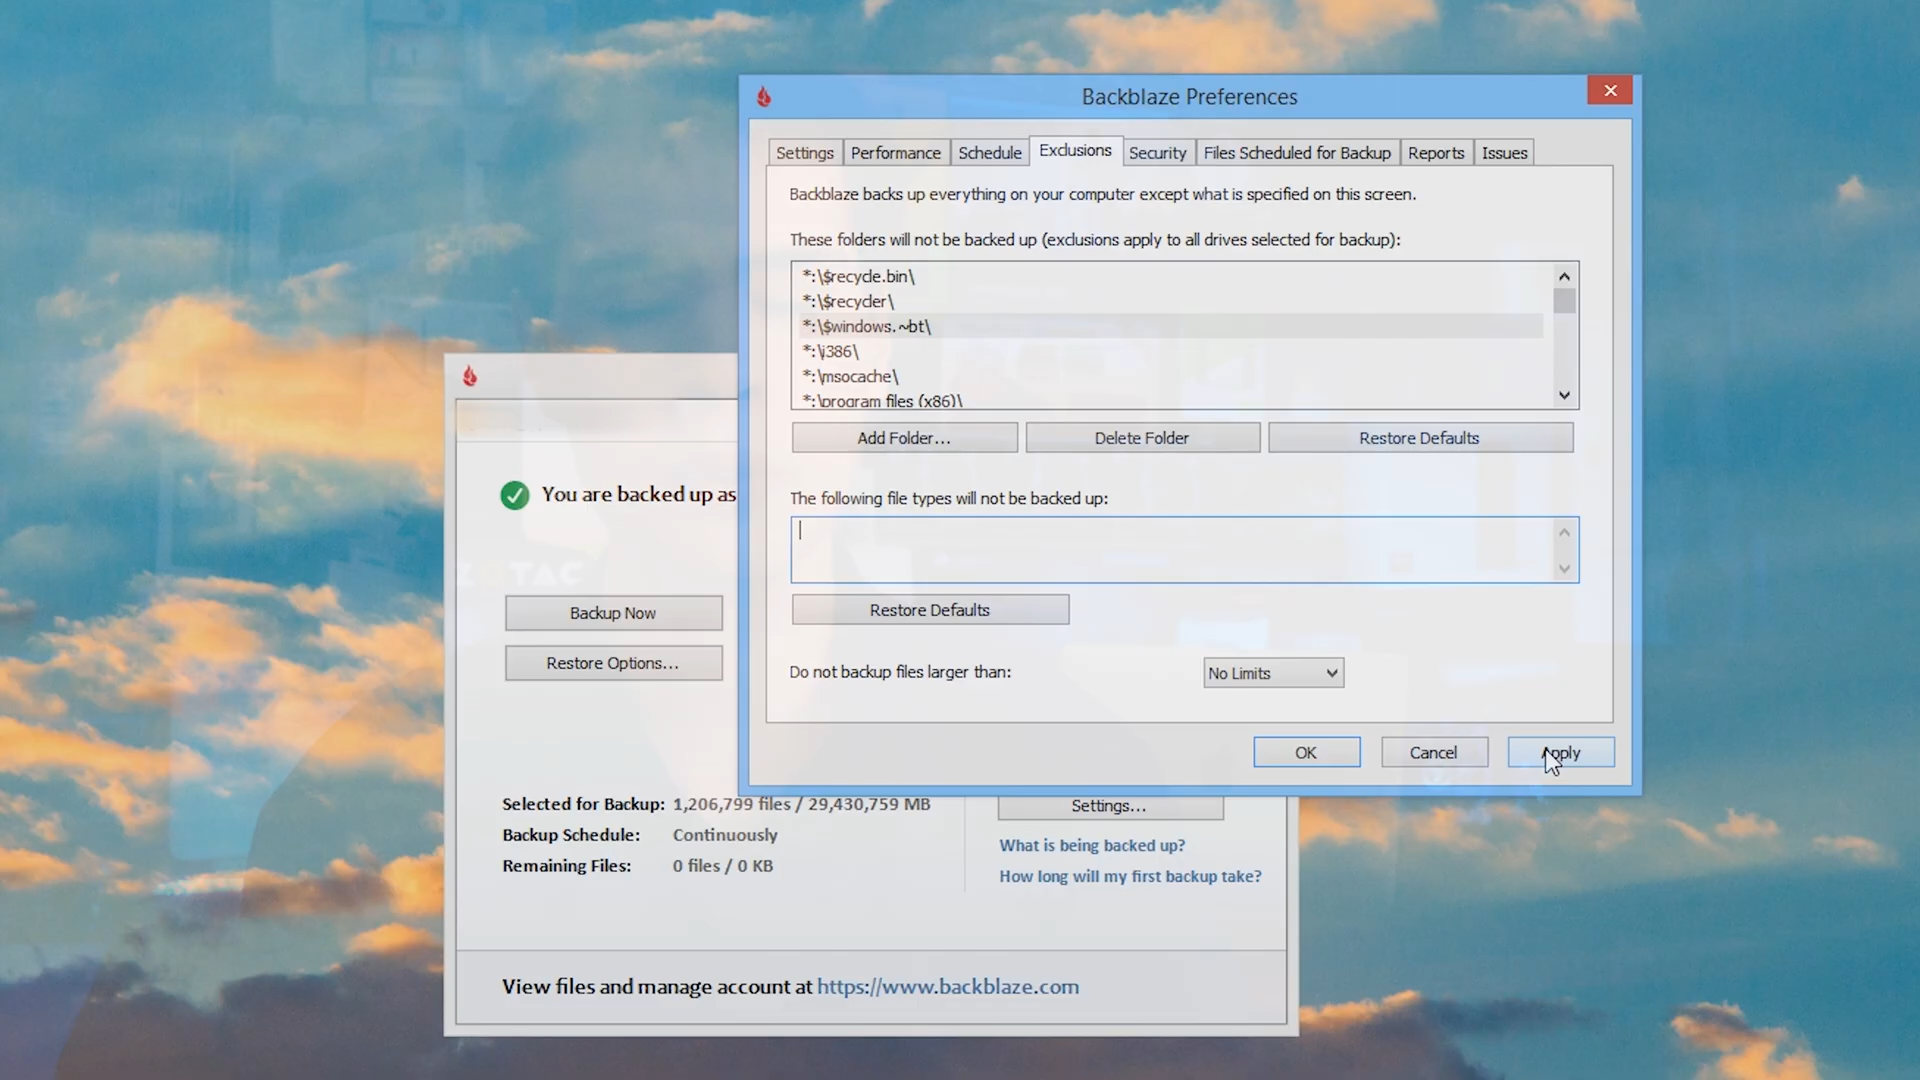 Backblaze Preferences
Settings
Performance
Schedule
Exclusions
Security
Files Scheduled for Backup
Reports
Issues
Backblaze backs up everything on your computer except what is specified on this screen.
These folders will not be backed up (exclusions apply to all drives selected for backup):
*:\$recycle.bin\
*:\$recycler\
*:\$windows.~bt\
*:\i386\
*:\msocache\
*:\program files (x86)\
Add Folder...
Delete Folder
Restore Defaults
The following file types will not be backed up:
Restore Defaults
Do not backup files larger than:
No Limits
OK
Cancel
Apply
You are backed up as
Backup Now
Restore Options...
Selected for Backup: 1,206,799 files / 29,430,759 MB
Backup Schedule: Continuously
Remaining Files: 0 files / 0 KB
Settings...
What is being backed up?
How long will my first backup take?
View files and manage account at https://www.backblaze.com